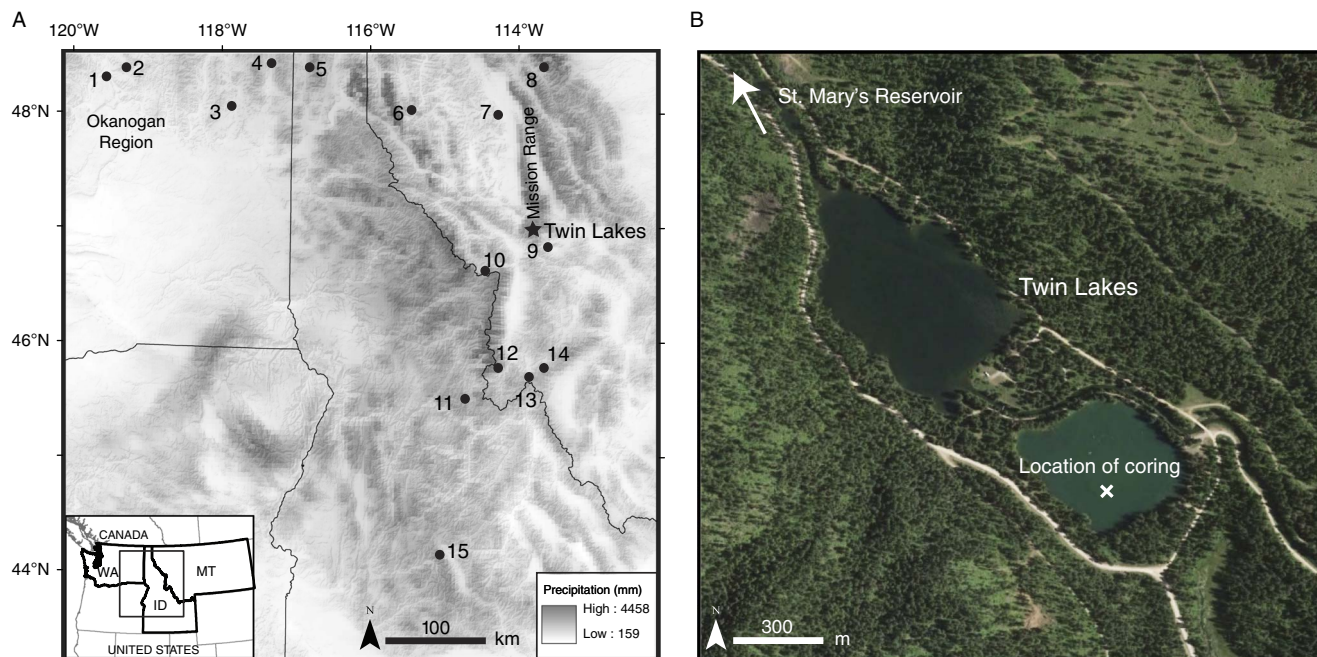 A
120°W
118°W
116°W
114°W
48°N
46°N
44°N
1
2
3
4
5
6
7
8
9
10
11
12
13
14
15
Okanogan
Region
Mission Range
Twin Lakes
CANADA
WA
MT
ID
UNITED STATES
N
100
km
Precipitation (mm)
High : 4458
Low : 159
B
St. Mary's Reservoir
Twin Lakes
Location of coring
N
300
m